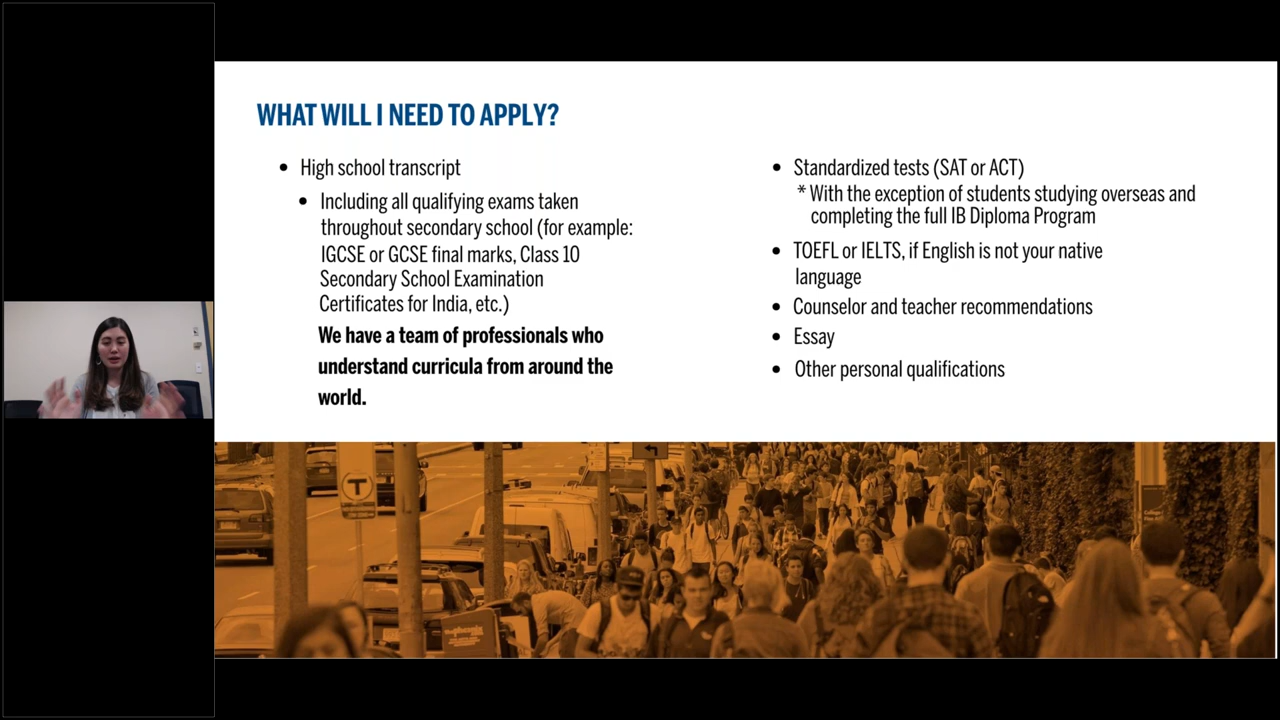 WHAT WILL I NEED TO APPLY?
• High school transcript
• Including all qualifying exams taken
throughout secondary school (for example:
IGCSE or GCSE final marks, Class 10
Secondary School Examination
Certificates for India, etc.)
We have a team of professionals who
understand curricula from around the
world.
• Standardized tests (SAT or ACT)
* With the exception of students studying overseas and
completing the full IB Diploma Program
• TOEFL or IELTS, if English is not your native
language
• Counselor and teacher recommendations
• Essay
• Other personal qualifications
T